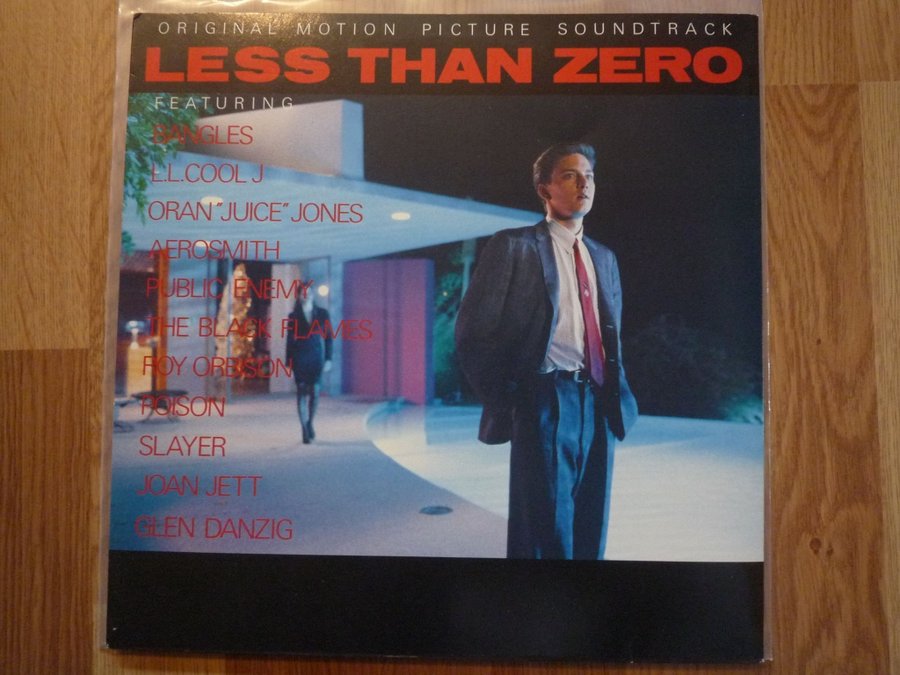 ORIGINAL MOTION PICTURE SOUNDTRACK
LESS THAN ZERO
FEATURING
BANGLES
L.L. COOL J
ORAN "JUICE" JONES
AEROSMITH
PUBLIC ENEMY
THE BLACK FLAMES
ROY ORBISON
POISON
SLAYER
JOAN JETT
GLEN DANZIG